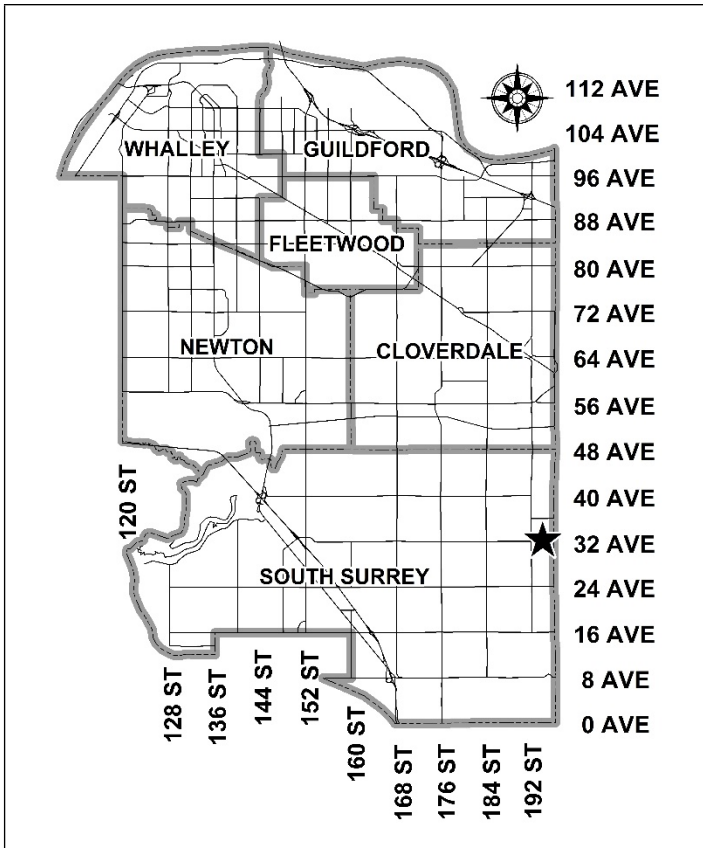 112 AVE
104 AVE
WHALLEY
GUILDFORD
96 AVE
88 AVE
FLEETWOOD
80 AVE
72 AVE
NEWTON
CLOVERDALE
64 AVE
56 AVE
48 AVE
120 ST
40 AVE
32 AVE
SOUTH SURREY
24 AVE
16 AVE
8 AVE
0 AVE
128 ST
136 ST
144 ST
152 ST
160 ST
168 ST
176 ST
184 ST
192 ST